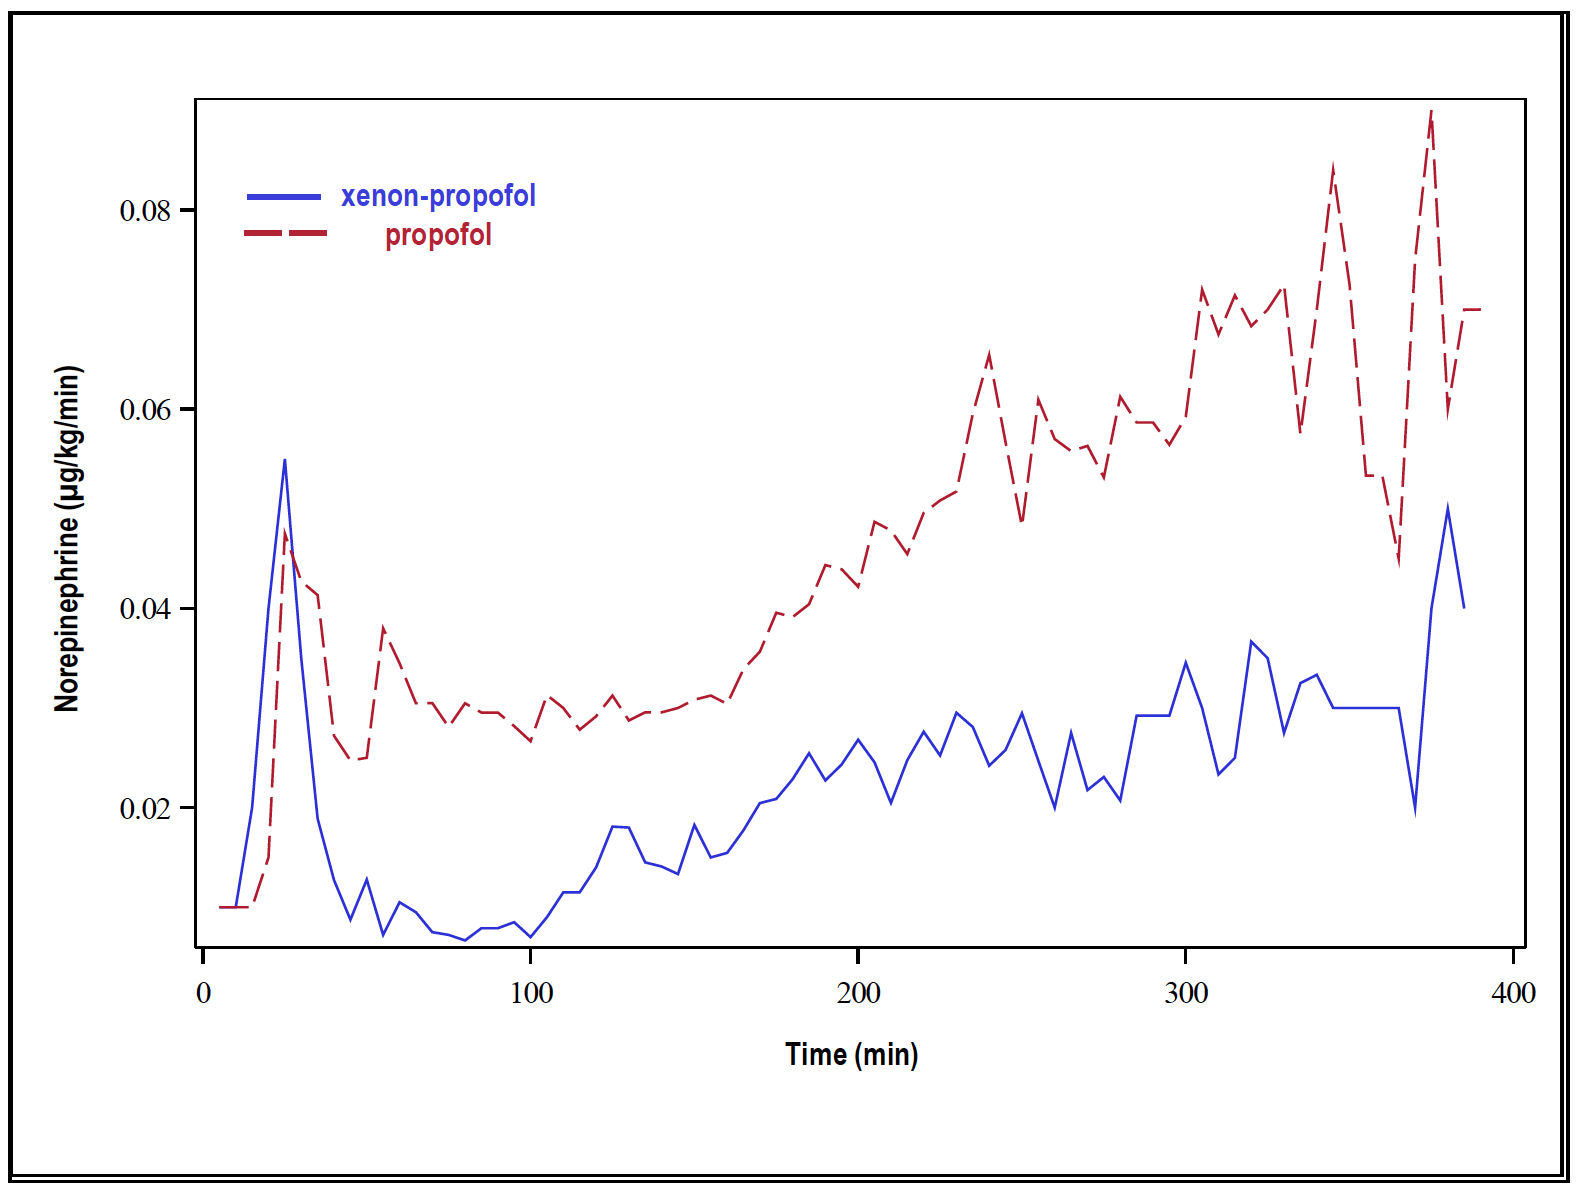 xenon-propofol
propofol
0.08
0.06
0.04
0.02
Norepinephrine (µg/kg/min)
0 100 200 300 400
Time (min)